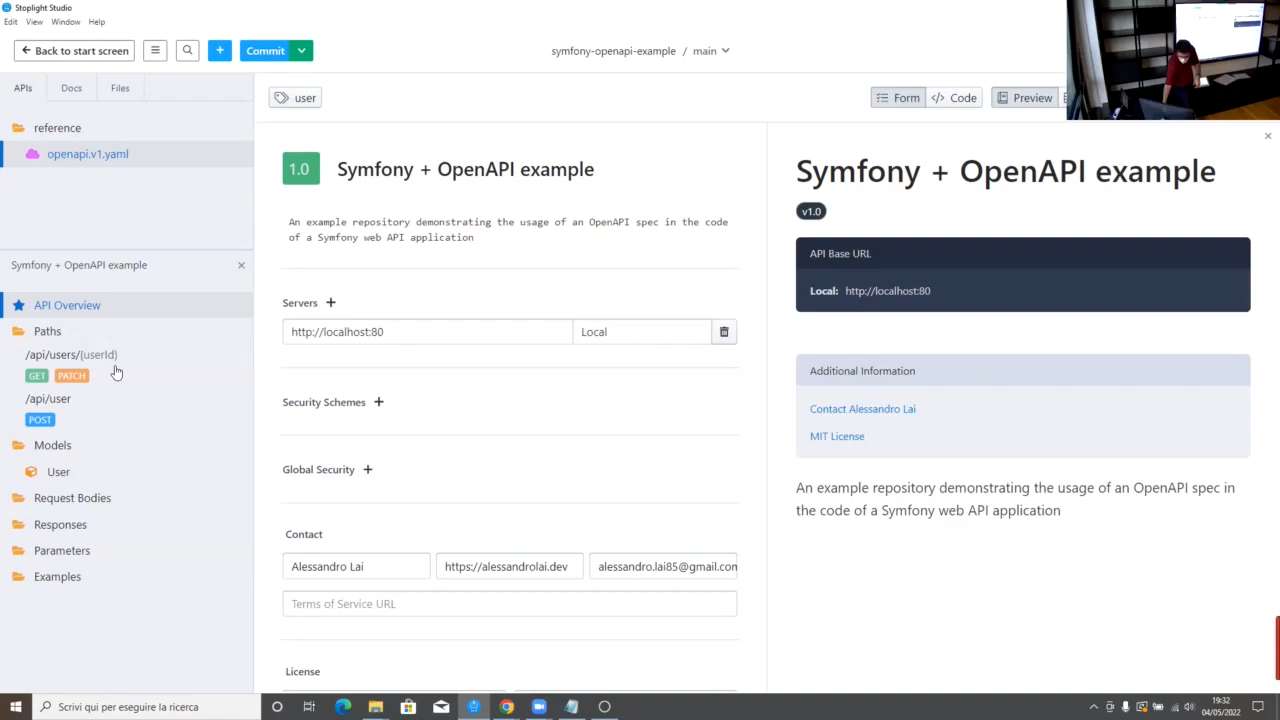 Stoplight Studio
Edit View Window Help
Back to start screen
Commit
symfony-openapi-example / main
APIs Docs Files
user
Form
Code
Preview
reference
openapi.v1.yaml
Symfony + OpenAPI example
API Overview
Paths
/api/users/{userId}
GET PATCH
/api/user
POST
Models
User
Request Bodies
Responses
Parameters
Examples
1.0 Symfony + OpenAPI example
An example repository demonstrating the usage of an OpenAPI spec in the code
of a Symfony web API application
Servers +
http://localhost:80 Local
Security Schemes +
Global Security +
Contact
Alessandro Lai https://alessandrolai.dev alessandro.lai85@gmail.com
Terms of Service URL
License
Symfony + OpenAPI example
v1.0
API Base URL
Local: http://localhost:80
Additional Information
Contact Alessandro Lai
MIT License
An example repository demonstrating the usage of an OpenAPI spec in
the code of a Symfony web API application
Scrivi qui per eseguire la ricerca
19:32
04/05/2022